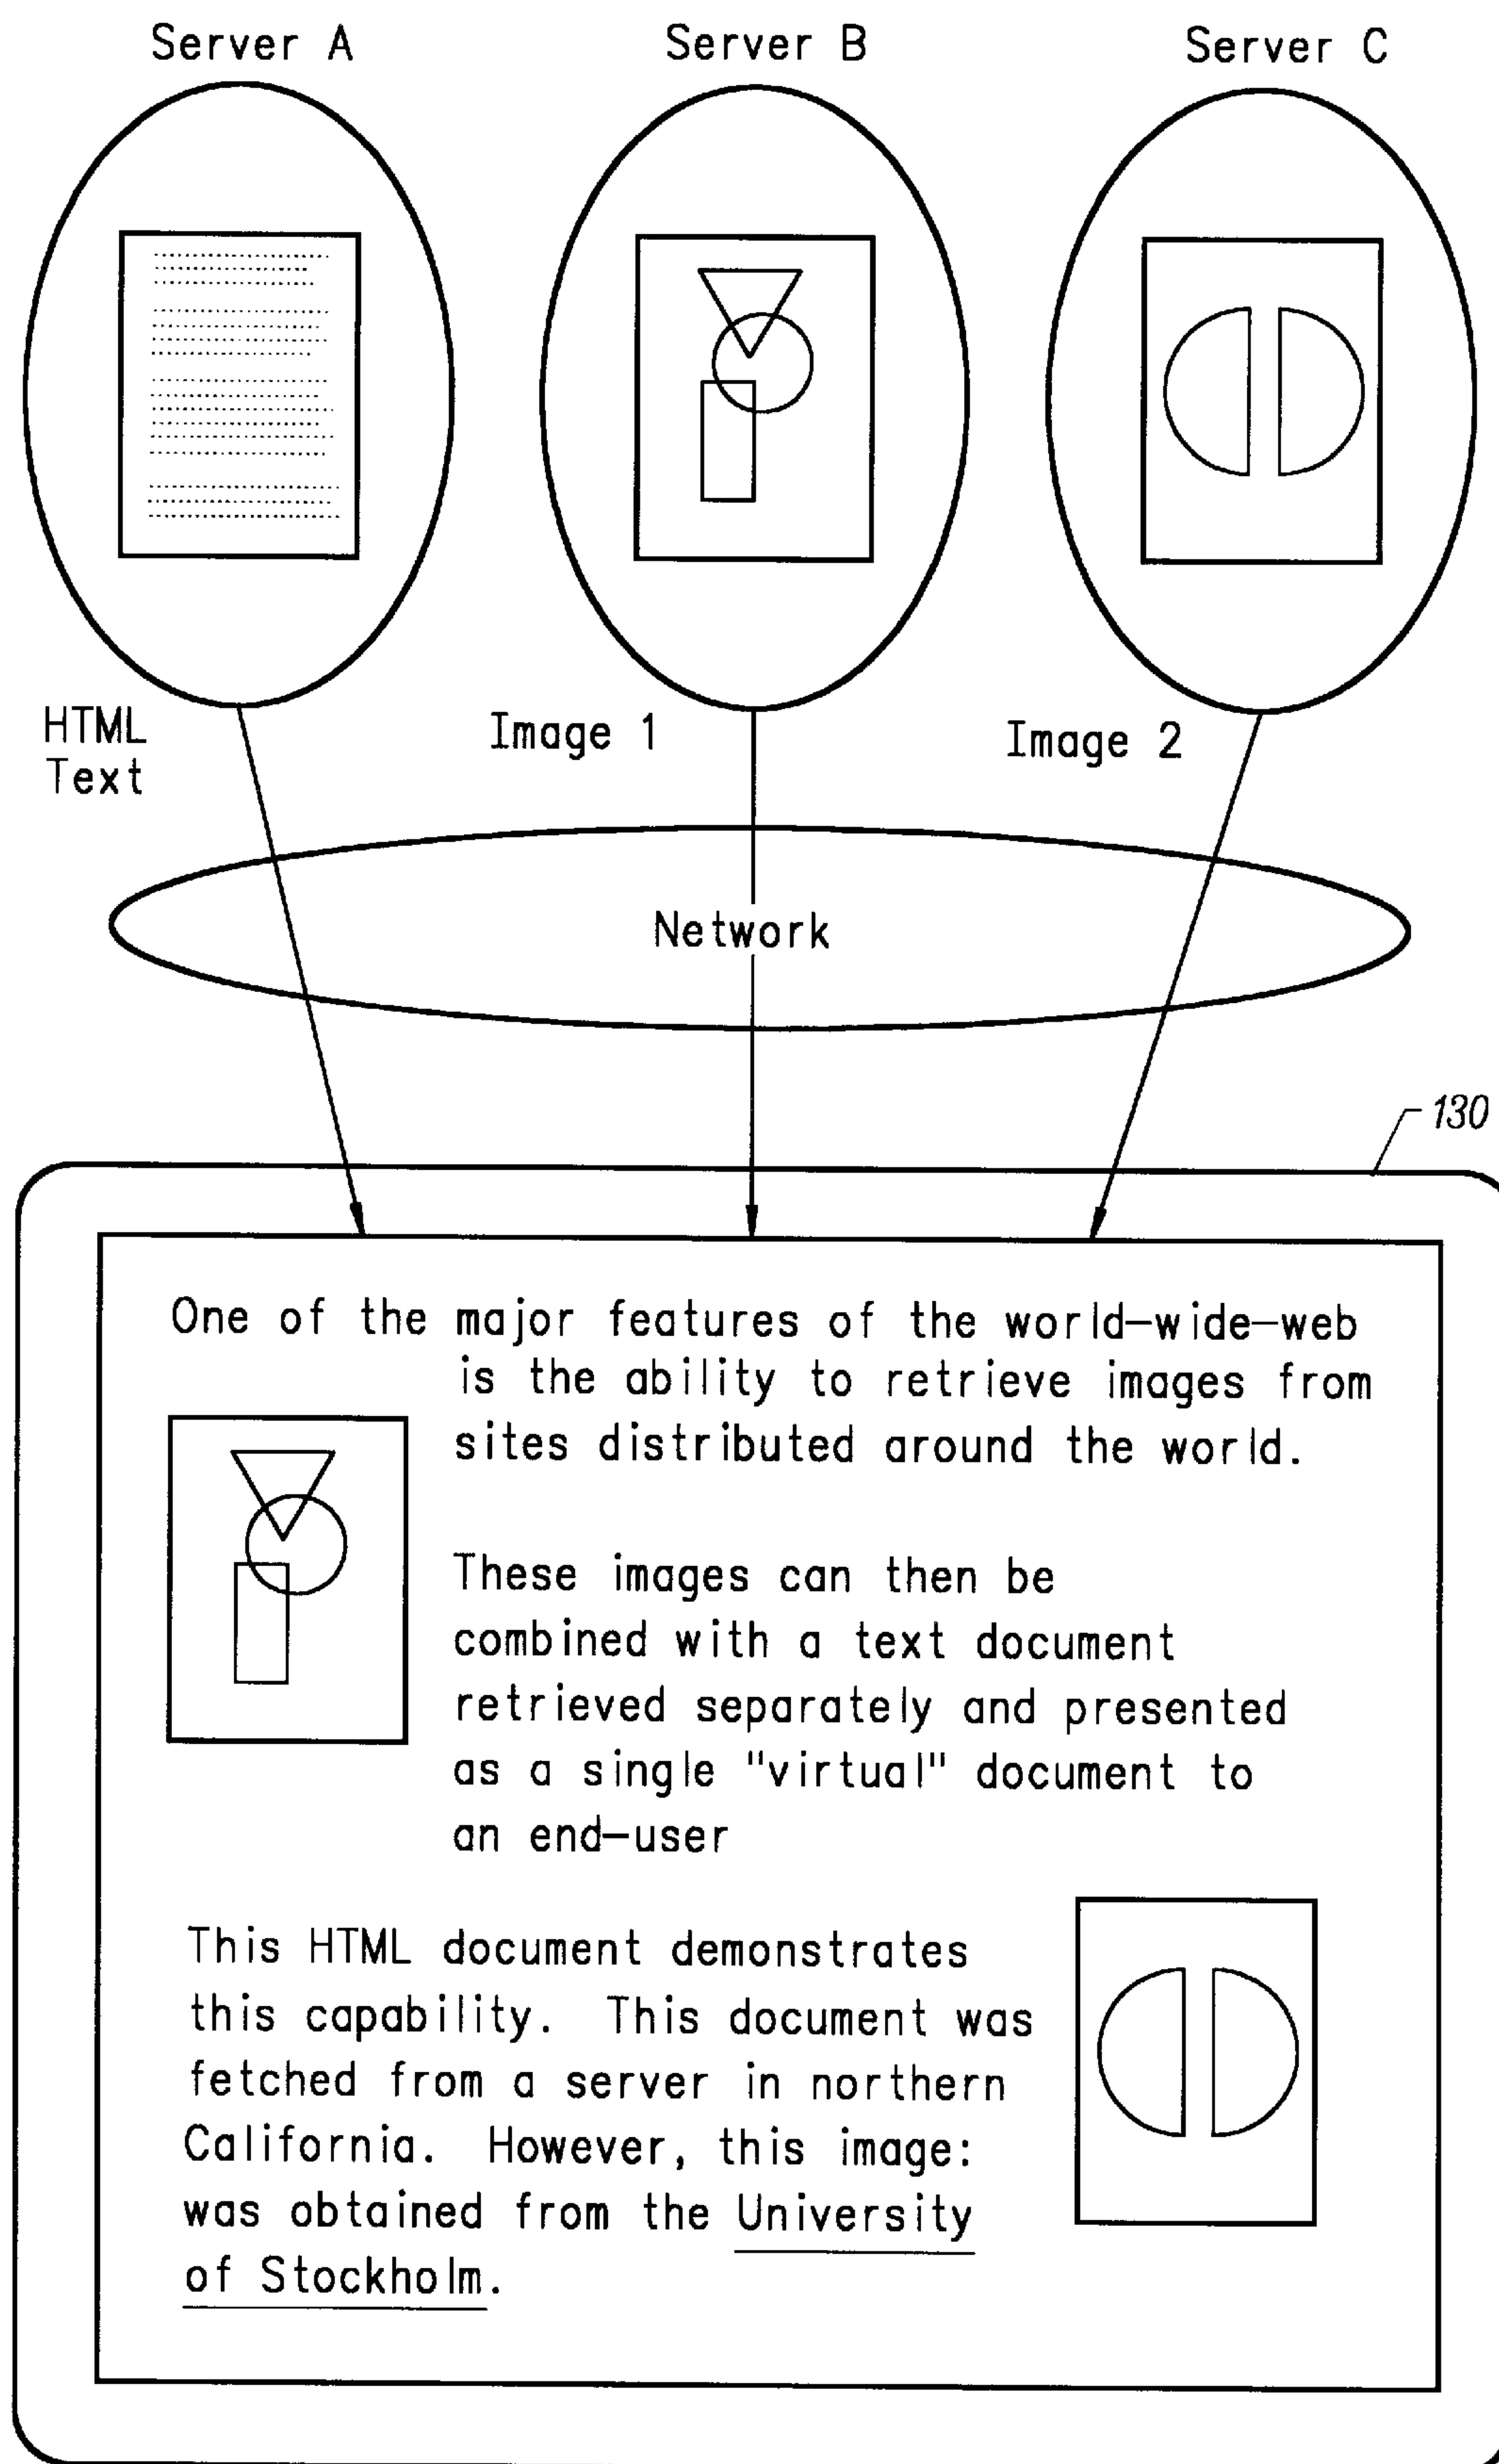 Server A
Server B
Server C
HTML
Text
Image 1
Image 2
Network
130
One of the major features of the world-wide-web
is the ability to retrieve images from
sites distributed around the world.
These images can then be
combined with a text document
retrieved separately and presented
as a single "virtual" document to
an end-user
This HTML document demonstrates
this capability. This document was
fetched from a server in northern
California. However, this image:
was obtained from the University
of Stockholm.